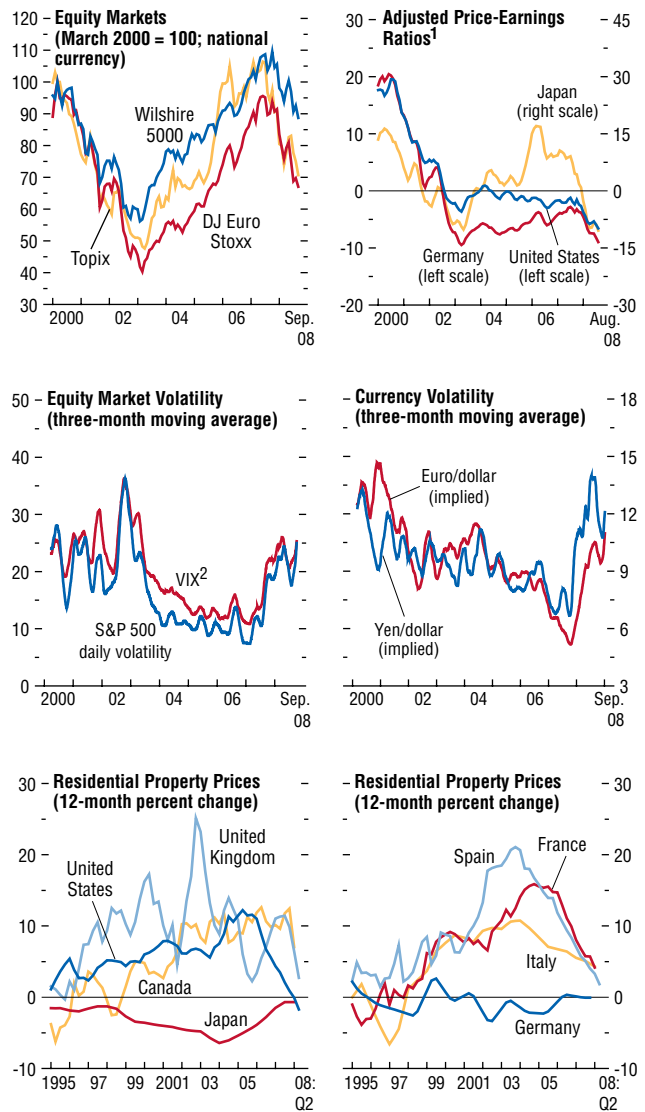 Equity Markets
(March 2000 = 100; national
currency)
120
110
100
90
80
70
60
50
40
30
Wilshire
5000
DJ Euro
Stoxx
Topix
2000 02 04 06 Sep.
08
Adjusted Price-Earnings
Ratios1
30
20
10
0
-10
-20
45
30
15
0
-15
-30
Japan
(right scale)
Germany
(left scale)
United States
(left scale)
2000 02 04 06 Aug.
08
Equity Market Volatility
(three-month moving average)
50
40
30
20
10
0
VIX2
S&P 500
daily volatility
2000 02 04 06 Sep.
08
Currency Volatility
(three-month moving average)
18
15
12
9
6
3
Euro/dollar
(implied)
Yen/dollar
(implied)
2000 02 04 06 Sep.
08
Residential Property Prices
(12-month percent change)
30
20
10
0
-10
United
Kingdom
United
States
Canada
Japan
1995 97 99 2001 03 05 08:
Q2
Residential Property Prices
(12-month percent change)
30
20
10
0
-10
Spain
France
Italy
Germany
1995 97 99 2001 03 05 08:
Q2